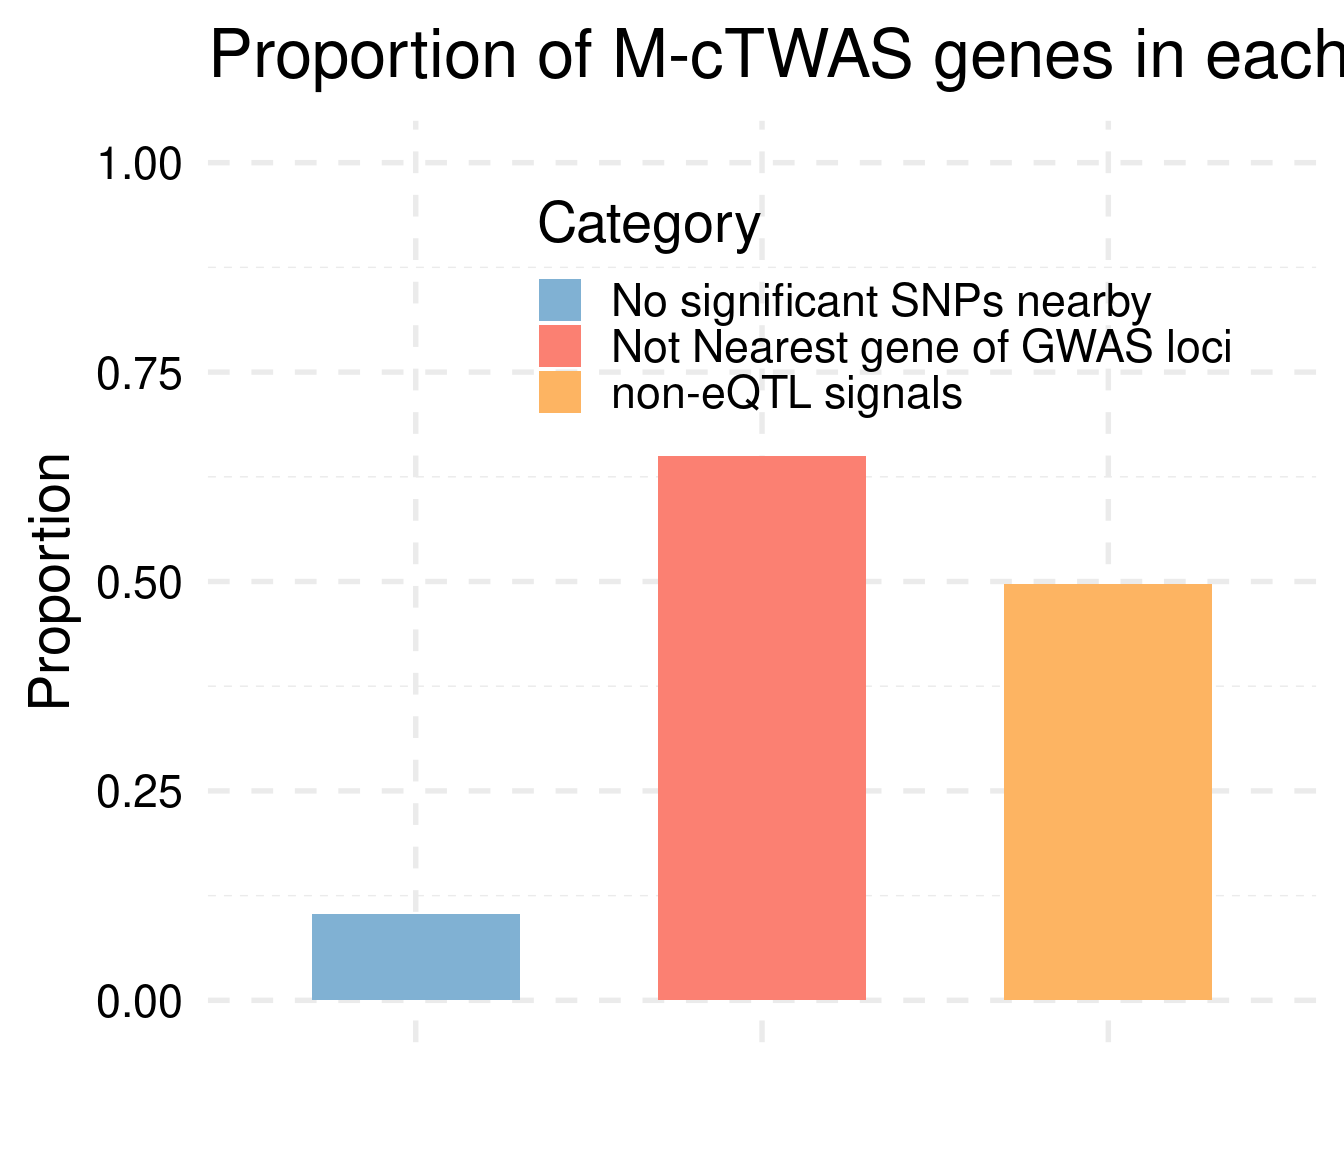 Proportion of M-cTWAS genes in each
1.00
0.75
0.50
0.25
0.00
Proportion
Category
No significant SNPs nearby
Not Nearest gene of GWAS loci
non-eQTL signals